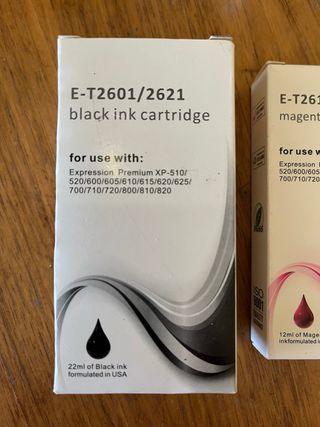 E-T2601/2621
black ink cartridge
for use with:
Expression Premium XP-510/
520/600/605/610/615/620/625/
700/710/720/800/810/820
22ml of Black ink
formulated in USA
E-T261
magent
for use
Expression
520/600/605
700/710/720
ISO
9001
12ml of Mage
inkformulated i